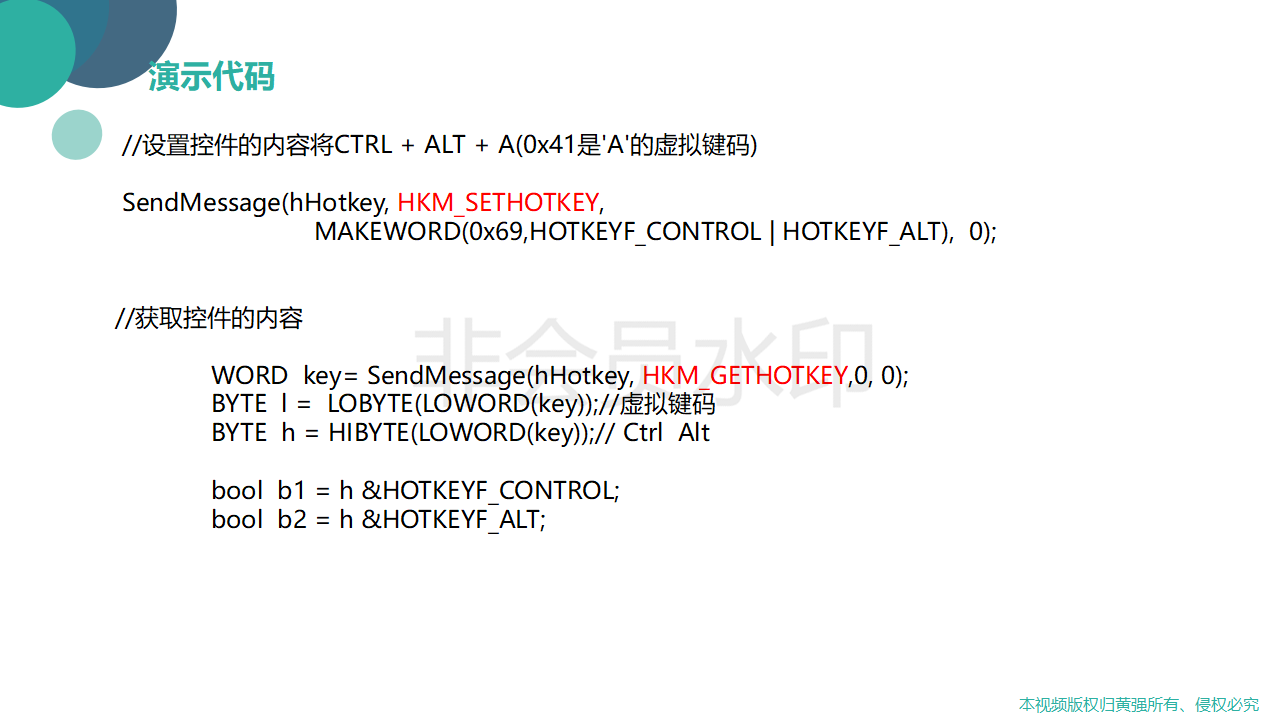 演示代码
//设置控件的内容将CTRL + ALT + A(0x41是'A'的虚拟键码)
SendMessage(hHotkey, HKM_SETHOTKEY,
MAKEWORD(0x69,HOTKEYF_CONTROL | HOTKEYF_ALT),  0);
//获取控件的内容
非会员水印
WORD  key= SendMessage(hHotkey, HKM_GETHOTKEY,0, 0);
BYTE  l =  LOBYTE(LOWORD(key));//虚拟键码
BYTE  h = HIBYTE(LOWORD(key));// Ctrl  Alt
bool  b1 = h &HOTKEYF_CONTROL;
bool  b2 = h &HOTKEYF_ALT;
本视频版权归黄强所有、侵权必究